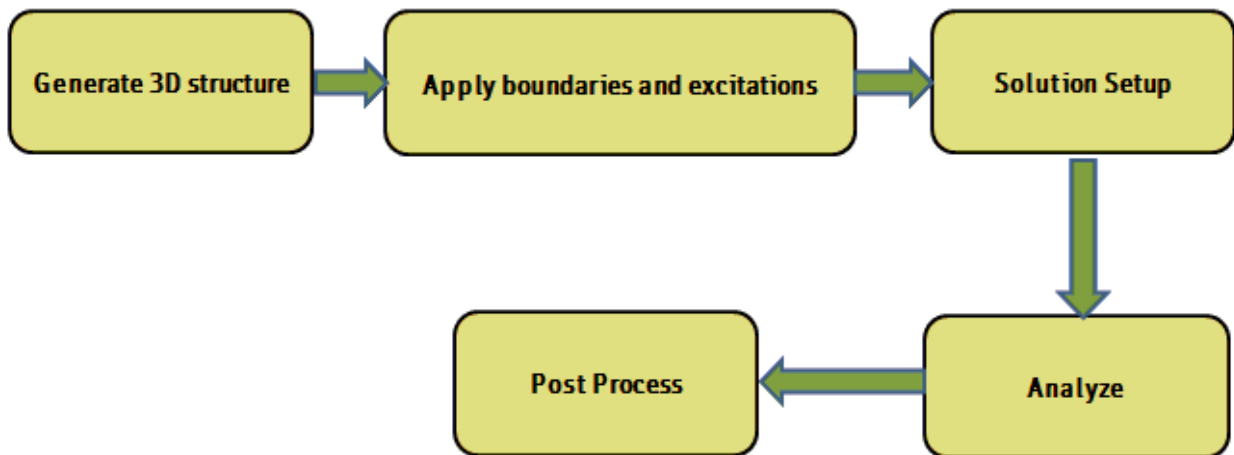 Generate 3D structure
Apply boundaries and excitations
Solution Setup
Analyze
Post Process